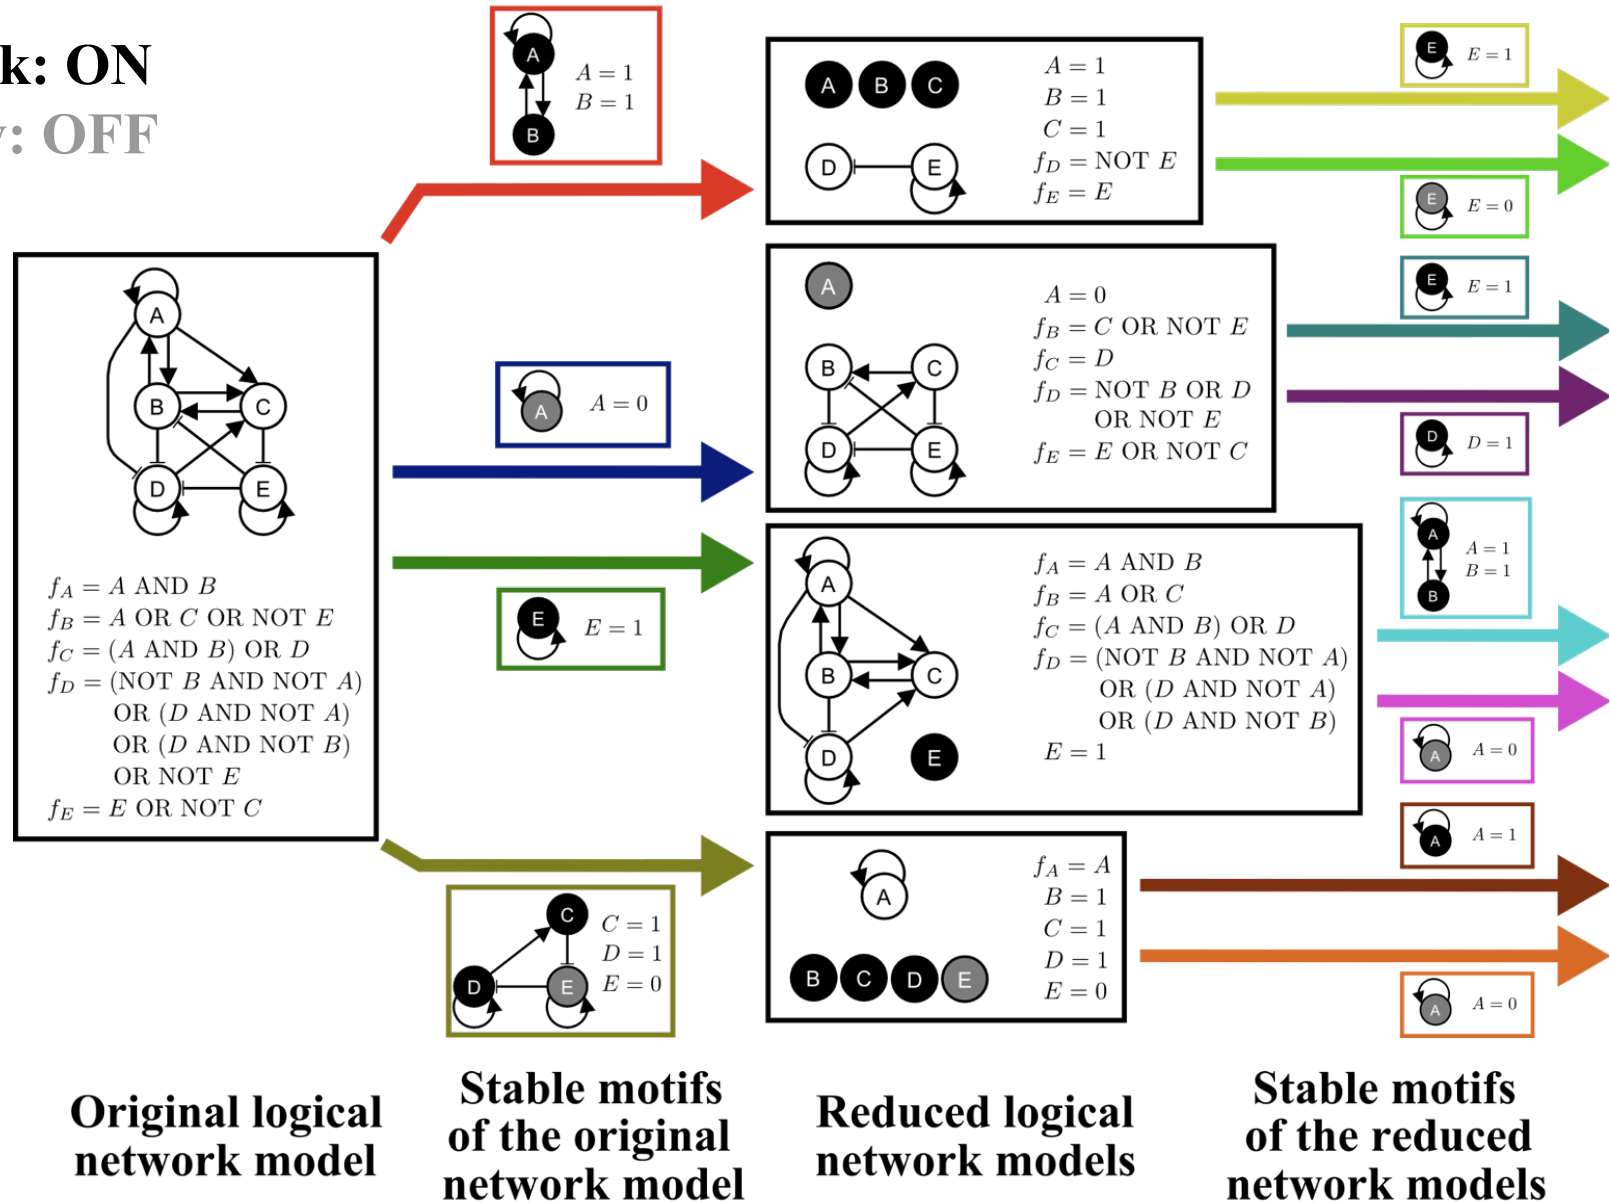 k: ON
y: OFF
A
B
A = 1
B = 1
A
B
C
D
E
A = 1
B = 1
C = 1
f_D = NOT E
f_E = E
E
E = 1
E
E = 0
A
B
C
D
E
f_A = A AND B
f_B = A OR C OR NOT E
f_C = (A AND B) OR D
f_D = (NOT B AND NOT A)
OR (D AND NOT A)
OR (D AND NOT B)
OR NOT E
f_E = E OR NOT C
A
A = 0
A
B
C
D
E
A = 0
f_B = C OR NOT E
f_C = D
f_D = NOT B OR D
OR NOT E
f_E = E OR NOT C
E
E = 1
D
D = 1
E
E = 1
A
B
C
D
E
f_A = A AND B
f_B = A OR C
f_C = (A AND B) OR D
f_D = (NOT B AND NOT A)
OR (D AND NOT A)
OR (D AND NOT B)
E = 1
A
B
A = 1
B = 1
A
A = 0
C
D
E
C = 1
D = 1
E = 0
A
B C D E
f_A = A
B = 1
C = 1
D = 1
E = 0
A
A = 1
A
A = 0
Original logical
network model
Stable motifs
of the original
network model
Reduced logical
network models
Stable motifs
of the reduced
network models